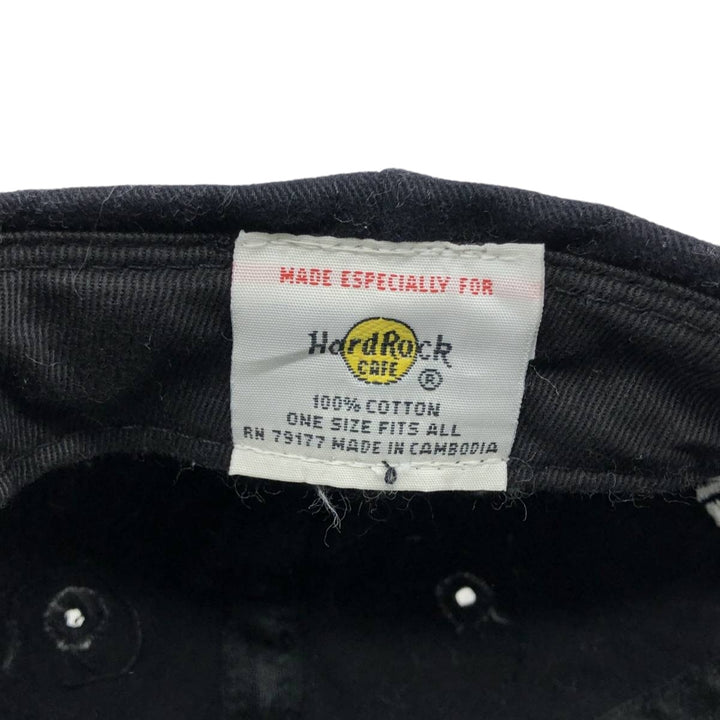 MADE ESPECIALLY FOR
Hard Rock
CAFE
®
100% COTTON
ONE SIZE FITS ALL
RN 79177 MADE IN CAMBODIA